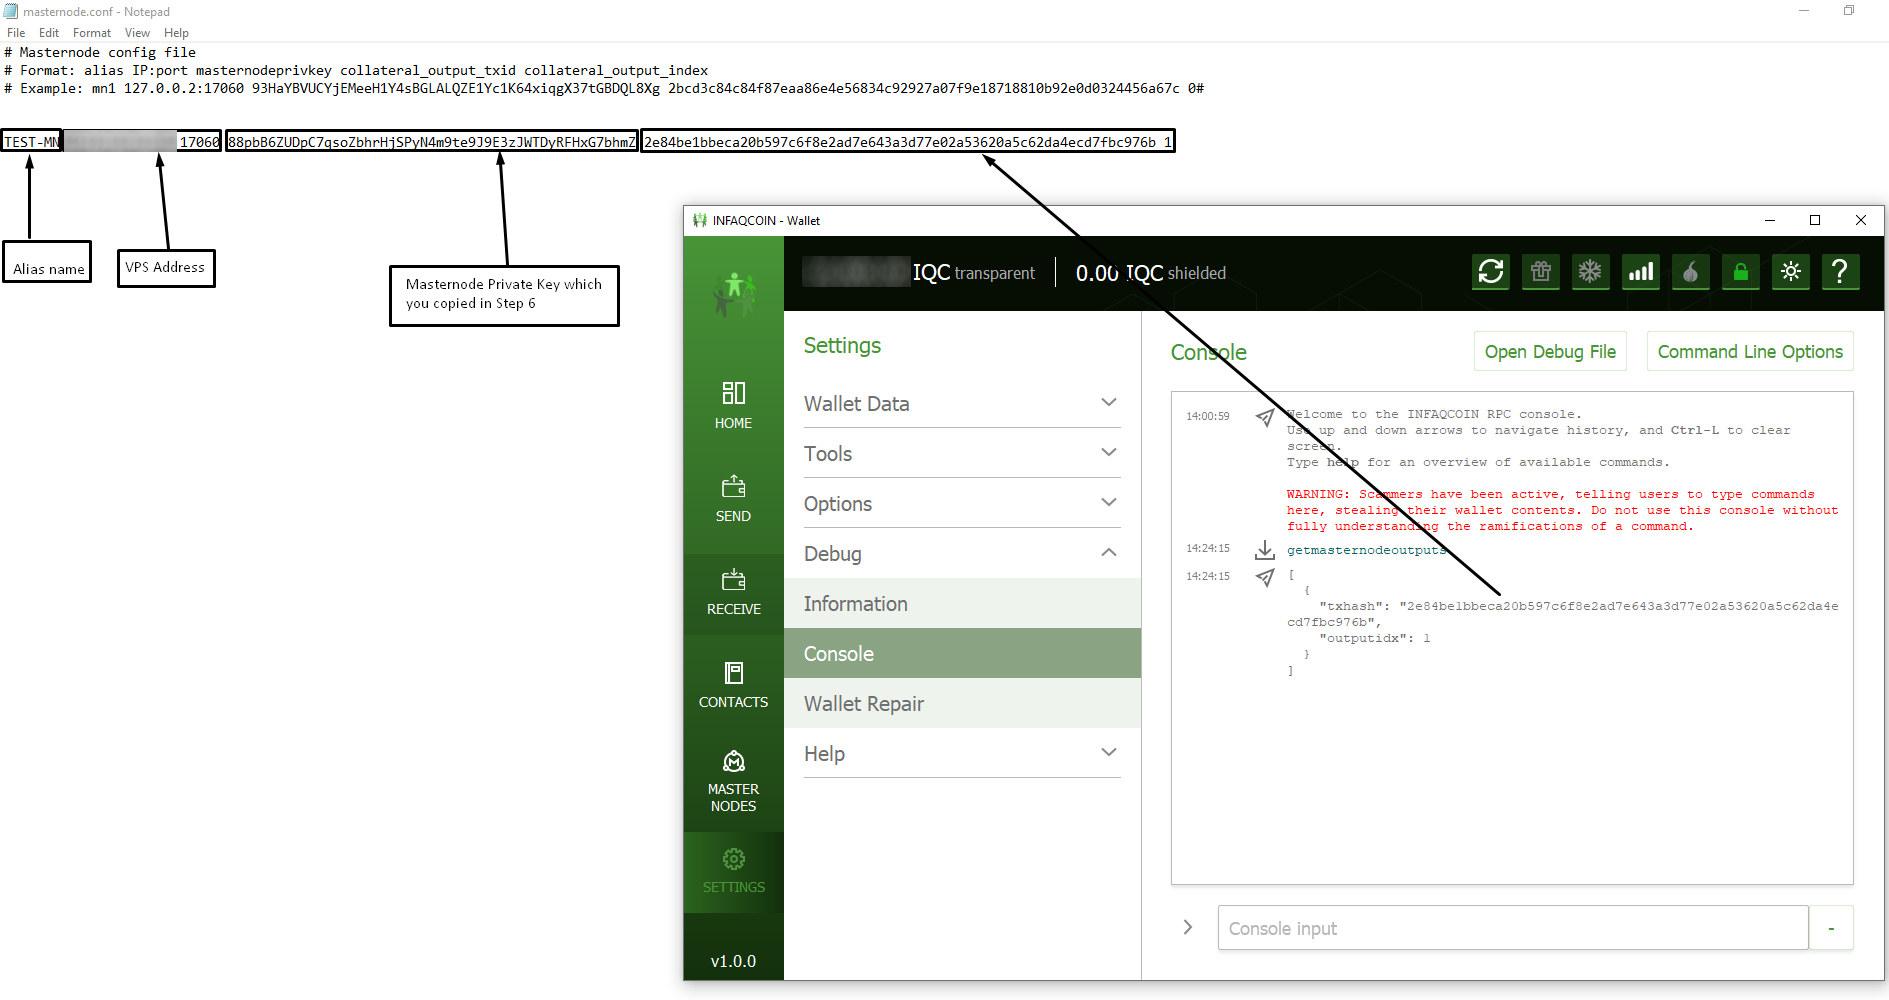 masternode.conf - Notepad
File Edit Format View Help
# Masternode config file
# Format: alias IP:port masternodeprivkey collateral_output_txid collateral_output_index
# Example: mn1 127.0.0.2:17060 93HaYBVUCYjEMeeH1Y4sBGLALQZE1Yc1K64xiqgX37tGBDQL8Xg 2bcd3c84c84f87eaa86e4e56834c92927a07f9e18718810b92e0d0324456a67c 0#
TEST-MN 17060 88pbB6ZUDpC7qsoZbhrHjSPyN4m9te9J9E3zJWTDyRFHxG7bhmZ 2e84be1bbeca20b597c6f8e2ad7e643a3d77e02a53620a5c62da4ecd7fbc976b 1
Alias name
VPS Address
Masternode Private Key which
you copied in Step 6
INFAQCOIN - Wallet
IQC transparent
0.00 IQC shielded
HOME
SEND
RECEIVE
CONTACTS
MASTER
NODES
SETTINGS
v1.0.0
Settings
Wallet Data
Tools
Options
Debug
Information
Console
Wallet Repair
Help
Console
Open Debug File
Command Line Options
14:00:59 Welcome to the INFAQCOIN RPC console.
Use up and down arrows to navigate history, and Ctrl-L to clear
screen.
Type help for an overview of available commands.
WARNING: Scammers have been active, telling users to type commands
here, stealing their wallet contents. Do not use this console without
fully understanding the ramifications of a command.
14:24:15 getmasternodeoutputs
14:24:15 [
{
"txhash": "2e84be1bbeca20b597c6f8e2ad7e643a3d77e02a53620a5c62da4e
cd7fbc976b",
"outputidx": 1
}
]
Console input
-